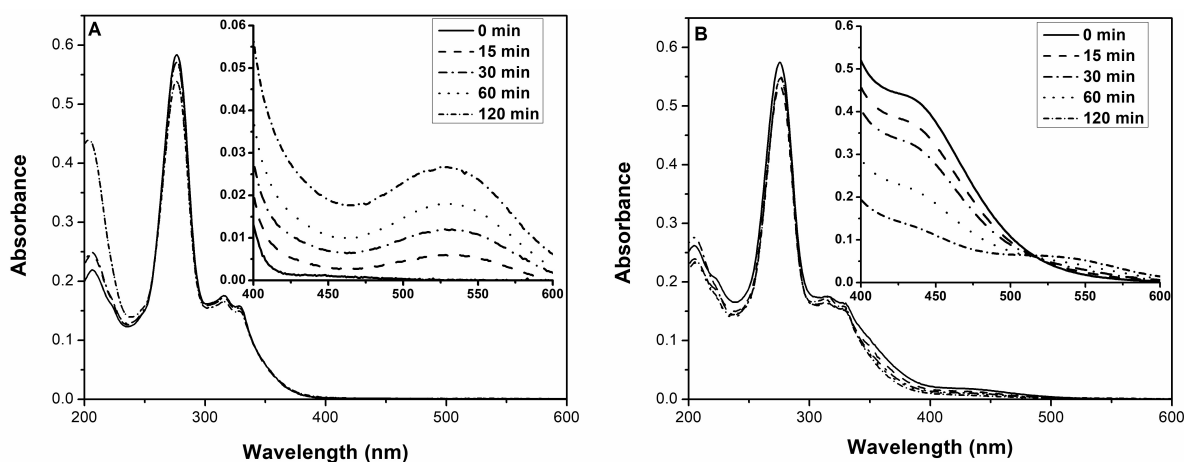 A
0.06
0.05
0.04
0.03
0.02
0.01
0.00
400 450 500 550 600
0 min
15 min
30 min
60 min
120 min
0.6
0.5
0.4
0.3
0.2
0.1
0.0
200 300 400 500 600
Absorbance
Wavelength (nm)
B
0.6
0.5
0.4
0.3
0.2
0.1
0.0
400 450 500 550 600
0 min
15 min
30 min
60 min
120 min
0.6
0.5
0.4
0.3
0.2
0.1
0.0
200 300 400 500 600
Absorbance
Wavelength (nm)